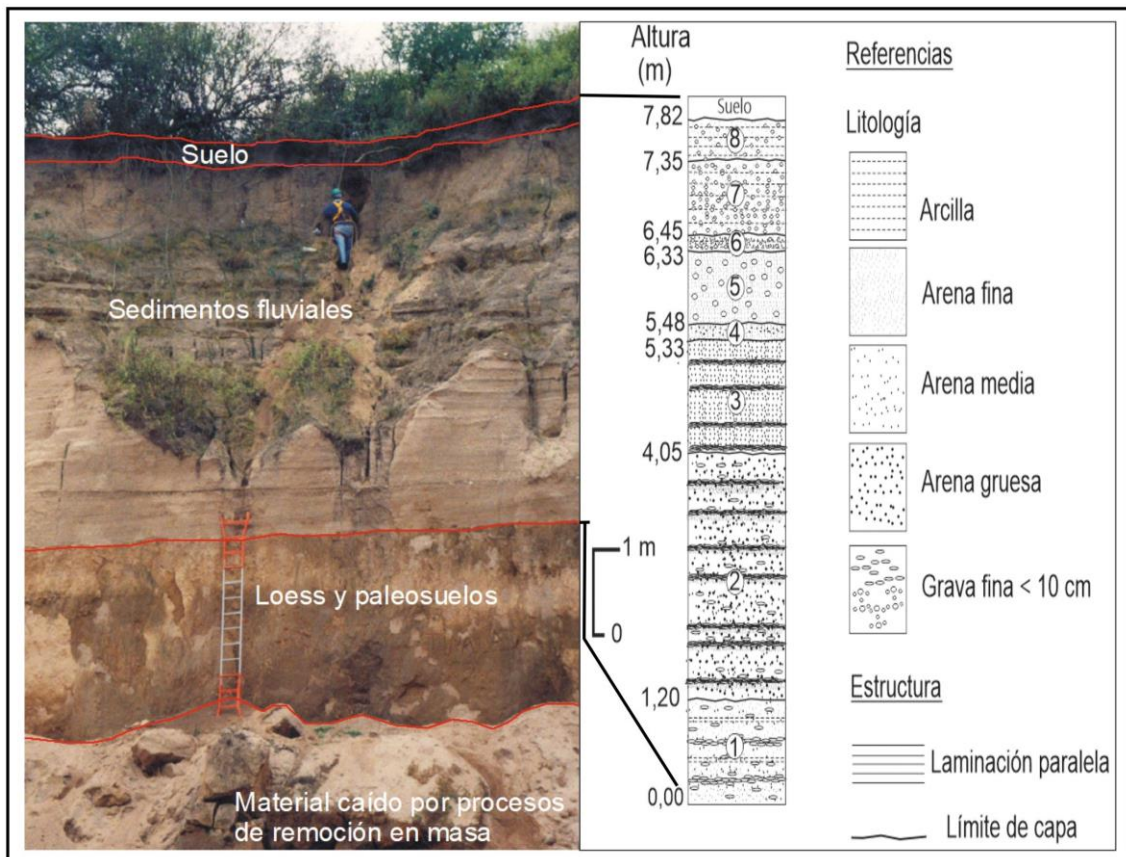 Suelo
Sedimentos fluviales
Loess y paleosuelos
Material caído por procesos
de remoción en masa
1 m
0
Altura
(m)
Suelo
7,82
8
7,35
7
6,45
6
6,33
5
5,48
4
5,33
3
4,05
2
1,20
1
0,00
Referencias
Litología
Arcilla
Arena fina
Arena media
Arena gruesa
Grava fina < 10 cm
Estructura
Laminación paralela
Límite de capa